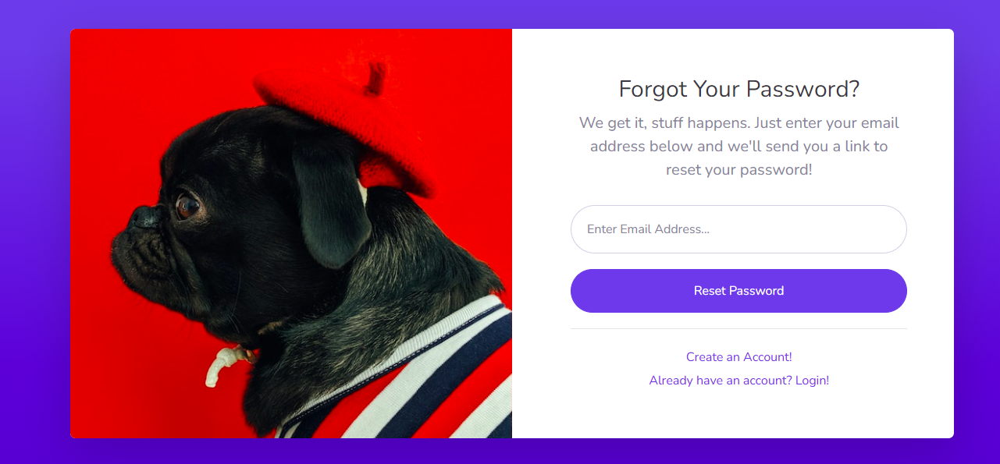 Forgot Your Password?
We get it, stuff happens. Just enter your email
address below and we'll send you a link to
reset your password!
Enter Email Address...
Reset Password
Create an Account!
Already have an account? Login!